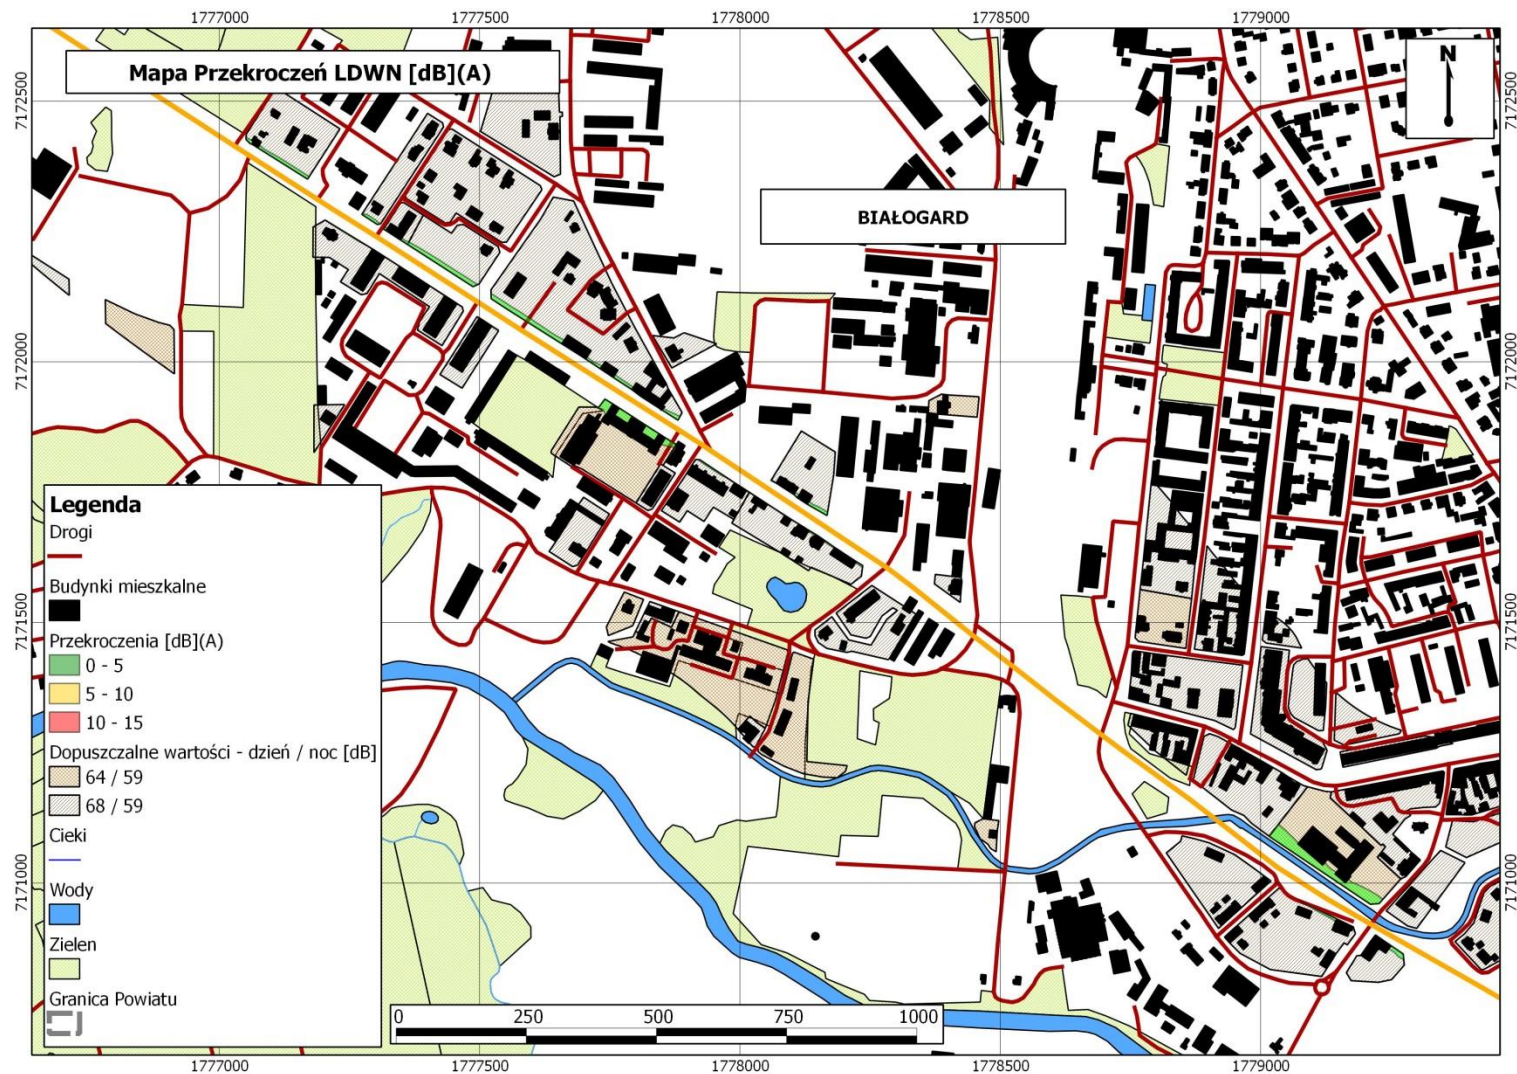 1777000 1777500 1778000 1778500 1779000
Mapa Przekroczeń LDWN [dB](A)
N
7172500 7172500
BIAŁOGARD
7172000 7172000
Legenda
Drogi
Budynki mieszkalne
Przekroczenia [dB](A)
0 - 5
5 - 10
10 - 15
Dopuszczalne wartości - dzień / noc [dB]
64 / 59
68 / 59
Cieki
Wody
Zielen
Granica Powiatu
7171500 7171500
7171000 7171000
0 250 500 750 1000
1777000 1777500 1778000 1778500 1779000